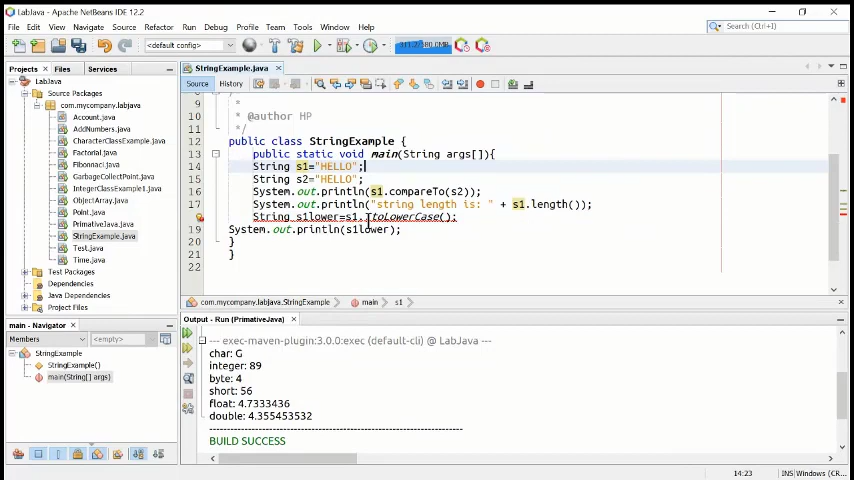 LabJava - Apache NetBeans IDE 12.2
File Edit View Navigate Source Refactor Run Debug Profile Team Tools Window Help
Search (Ctrl+I)
<default config>
Projects Files Services
StringExample.java
Source History
LabJava
Source Packages
com.mycompany.labjava
Account.java
AddNumbers.java
CharacterClassExample.java
Factorial.java
Fibonaci.java
GarbageCollectPoint.java
IntegerClassExample1.java
ObjectArray.java
Point.java
PrimativeJava.java
StringExample.java
Test.java
Time.java
Test Packages
Dependencies
Java Dependencies
Project Files
9 *
10 * @author HP
11 */
12 public class StringExample {
13 public static void main(String args[]){
14 String s1="HELLO";
15 String s2="HELLO";
16 System.out.println(s1.compareTo(s2));
17 System.out.println("string length is: " + s1.length());
String s1lower=s1.ItoLowerCase();
19 System.out.println(s1lower);
20 }
21 }
22
com.mycompany.labjava.StringExample main s1
main - Navigator
Members <empty>
StringExample
StringExample()
main(String[] args)
Output - Run (PrimativeJava)
--- exec-maven-plugin:3.0.0:exec (default-cli) @ LabJava ---
char: G
integer: 89
byte: 4
short: 56
float: 4.7333436
double: 4.355453532
------------------------------------------------------------------------
BUILD SUCCESS
14:23 INS Windows (C